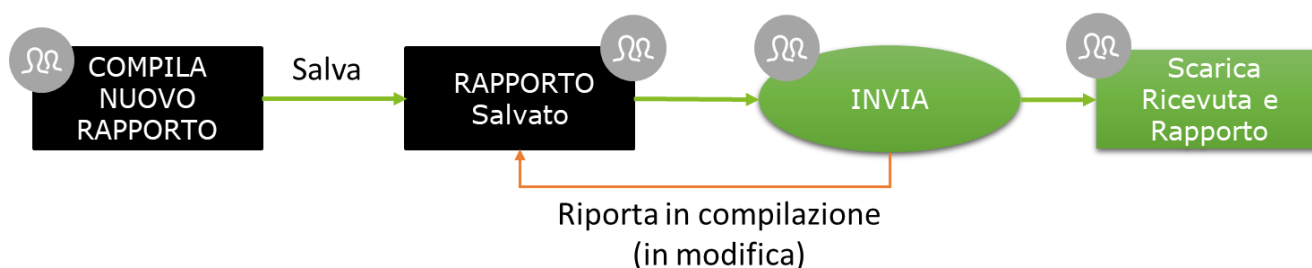 COMPILA
NUOVO
RAPPORTO
Salva
RAPPORTO
Salvato
INVIA
Scarica
Ricevuta e
Rapporto
Riporta in compilazione
(in modifica)